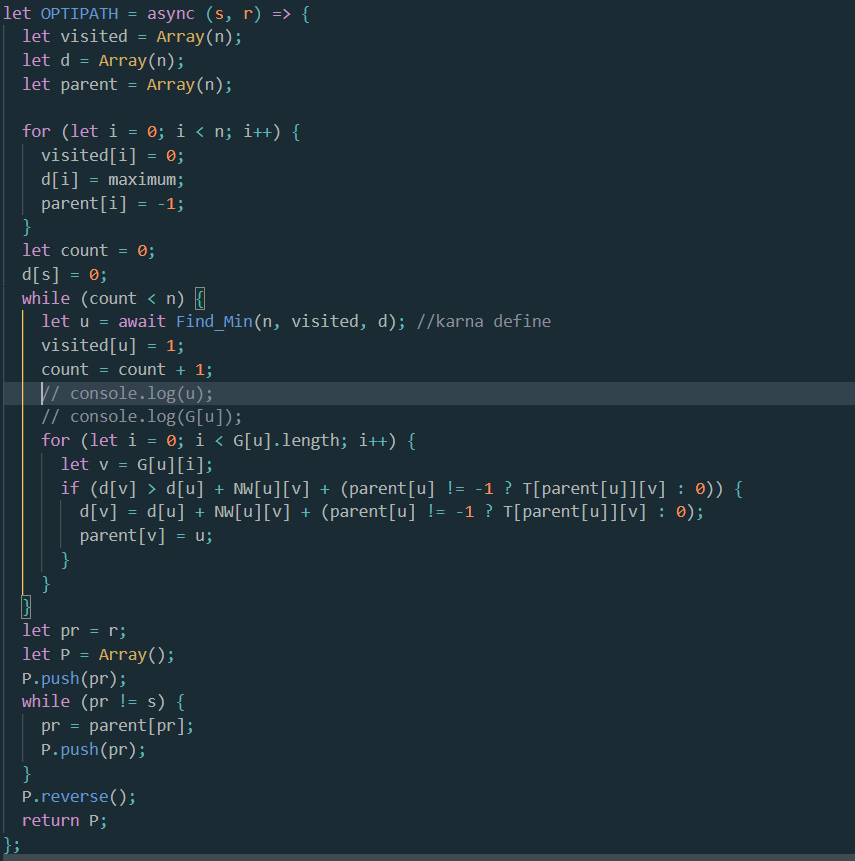 let OPTIPATH = async (s, r) => {
  let visited = Array(n);
  let d = Array(n);
  let parent = Array(n);

  for (let i = 0; i < n; i++) {
    visited[i] = 0;
    d[i] = maximum;
    parent[i] = -1;
  }
  let count = 0;
  d[s] = 0;
  while (count < n) {
    let u = await Find_Min(n, visited, d); //karna define
    visited[u] = 1;
    count = count + 1;
    // console.log(u);
    // console.log(G[u]);
    for (let i = 0; i < G[u].length; i++) {
      let v = G[u][i];
      if (d[v] > d[u] + NW[u][v] + (parent[u] != -1 ? T[parent[u]][v] : 0)) {
        d[v] = d[u] + NW[u][v] + (parent[u] != -1 ? T[parent[u]][v] : 0);
        parent[v] = u;
      }
    }
  }
  let pr = r;
  let P = Array();
  P.push(pr);
  while (pr != s) {
    pr = parent[pr];
    P.push(pr);
  }
  P.reverse();
  return P;
};